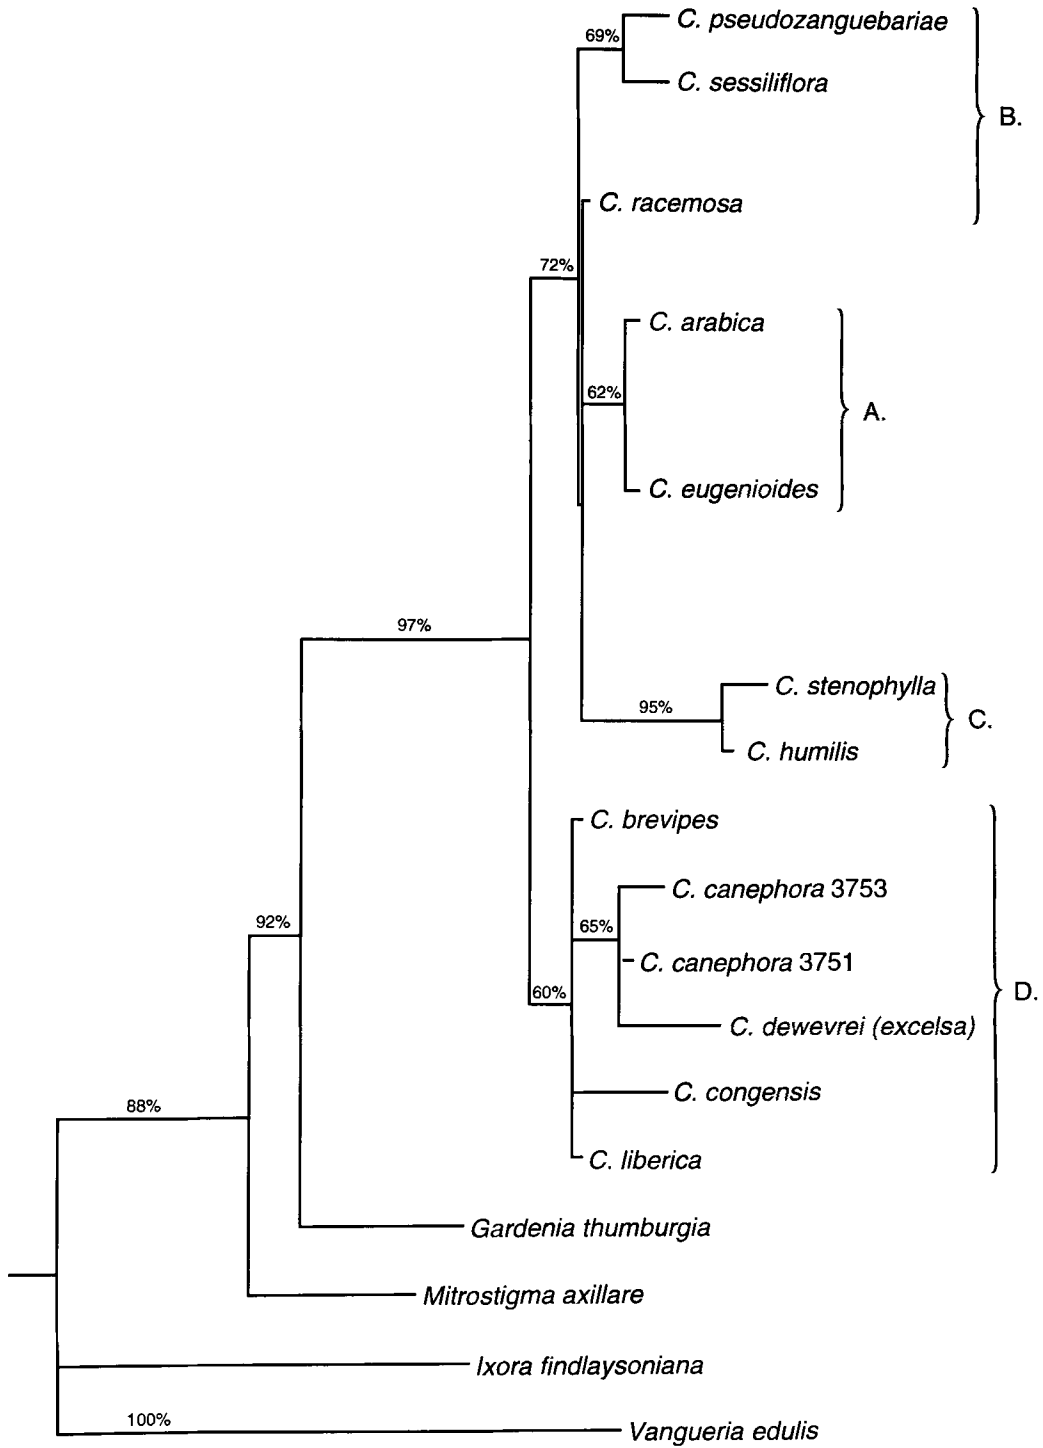 C. pseudozanguebariae
69%
C. sessiliflora
B.
C. racemosa
72%
C. arabica
62%
A.
C. eugenioides
97%
C. stenophylla
95%
C.
C. humilis
C. brevipes
C. canephora 3753
92%
65%
C. canephora 3751
60%
D.
C. dewevrei (excelsa)
C. congensis
88%
C. liberica
Gardenia thumburgia
Mitrostigma axillare
Ixora findlaysoniana
100%
Vangueria edulis